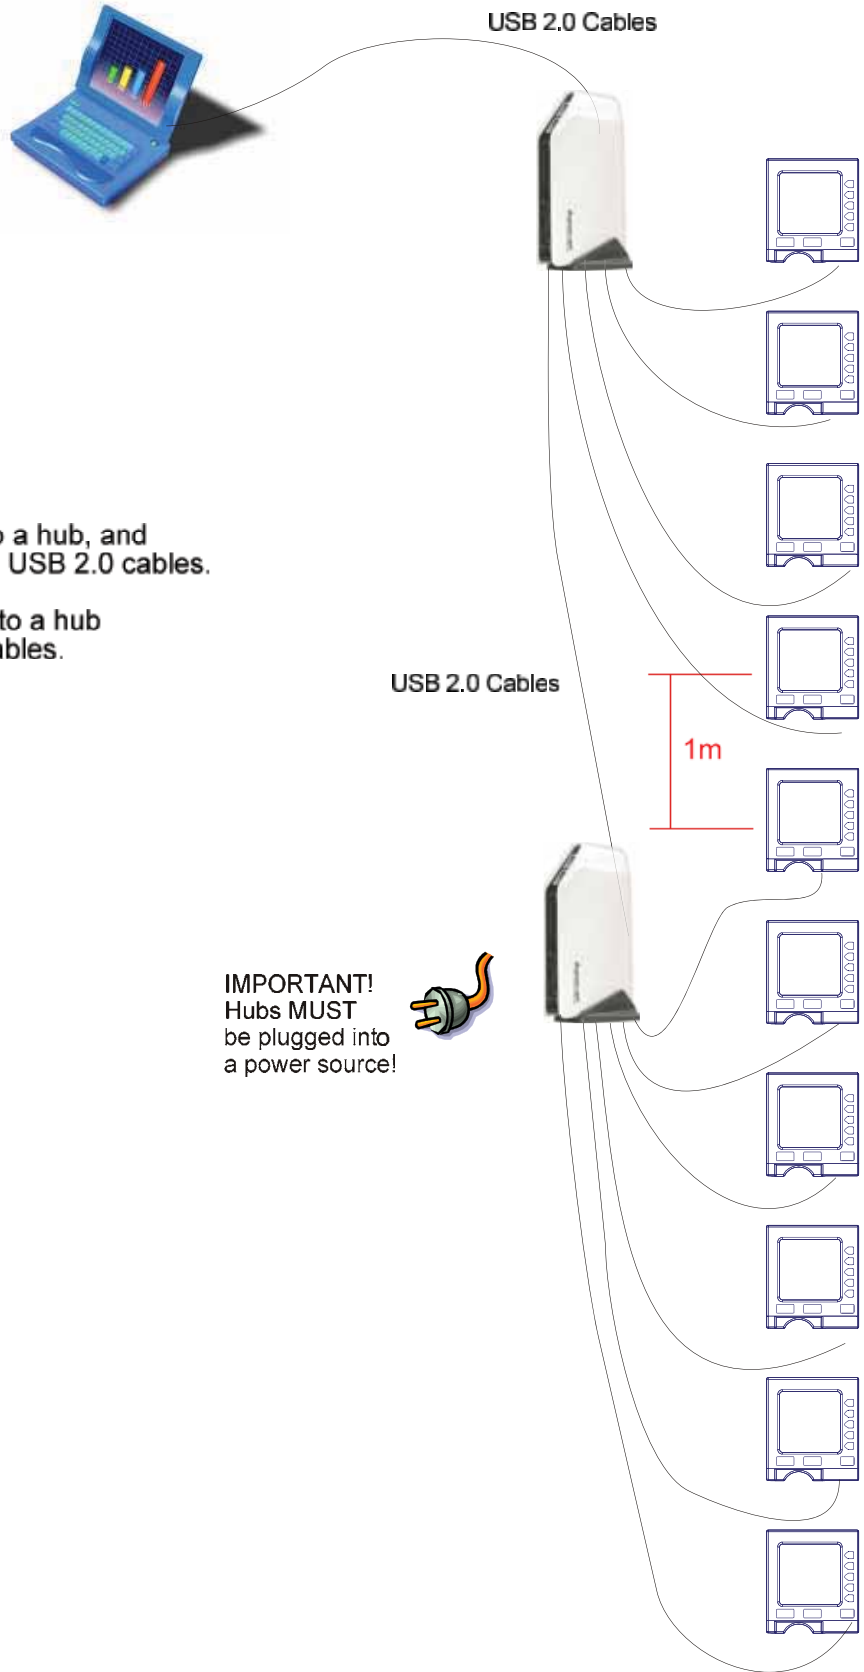 USB 2.0 Cables
a hub, and
USB 2.0 cables.
to a hub
USB 2.0 Cables
1m
IMPORTANT!
Hubs MUST
be plugged into
a power source!